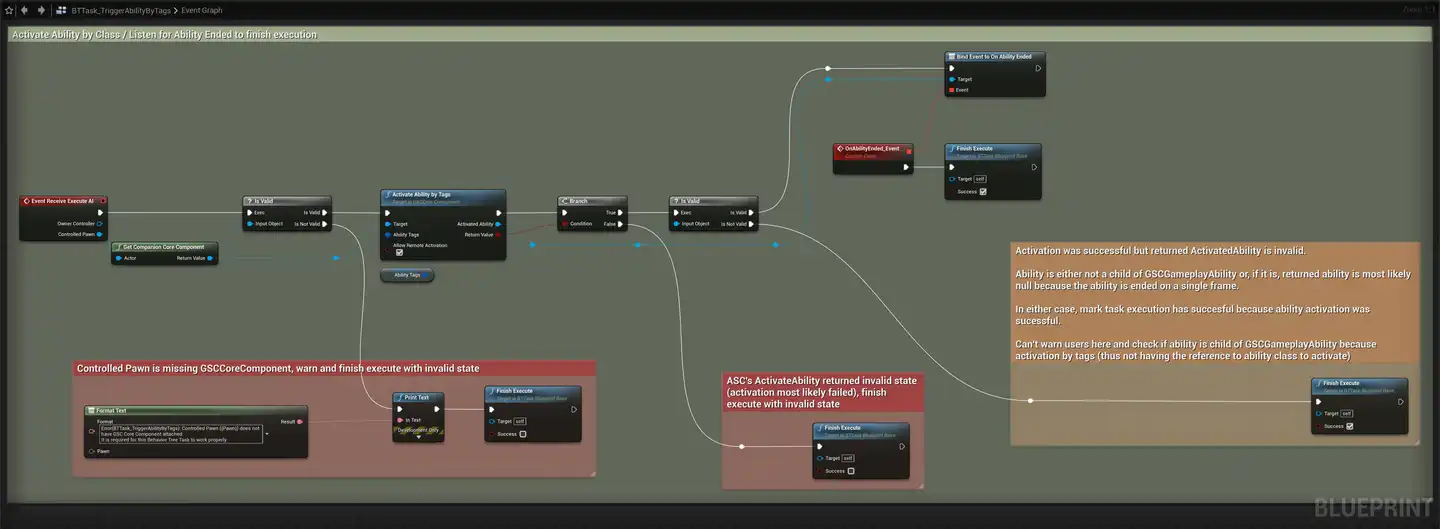 BTTask_TriggerAbilityByTags > Event Graph
Zoom 1:1
Activate Ability by Class / Listen for Ability Ended to finish execution
Bind Event to On Ability Ended
Target
Event
OnAbilityEnded_Event
Custom Event
Finish Execute
Target is BTTask Blueprint Base
Target self
Success
Event Receive Execute AI
Owner Controller
Controlled Pawn
Get Companion Core Component
Actor Return Value
? Is Valid
Exec Is Valid
Input Object Is Not Valid
Activate Ability by Tags
Target is GSCCore Component
Target Activated Ability
Ability Tags Return Value
Allow Remote Activation
Ability Tags
Branch
True
Condition False
? Is Valid
Exec Is Valid
Input Object Is Not Valid
Activation was successful but returned ActivatedAbility is invalid.
Ability is either not a child of GSCGameplayAbility or, if it is, returned ability is most likely
null because the ability is ended on a single frame.
In either case, mark task execution has succesful because ability activation was
sucessful.
Can't warn users here and check if ability is child of GSCGameplayAbility because
activation by tags (thus not having the reference to ability class to activate)
Finish Execute
Target is BTTask Blueprint Base
Target self
Success
Controlled Pawn is missing GSCCoreComponent, warn and finish execute with invalid state
Format Text
Format Result
Error(BTTask_TriggerAbilityByTags): Controlled Pawn ({Pawn}) does not
have GSC Core Component attached.
It is required for this Behavior Tree Task to work properly.
Pawn
Print Text
In Text
Development Only
Finish Execute
Target is BTTask Blueprint Base
Target self
Success
ASC's ActivateAbility returned invalid state
(activation most likely failed), finish
execute with invalid state
Finish Execute
Target is BTTask Blueprint Base
Target self
Success
BLUEPRINT